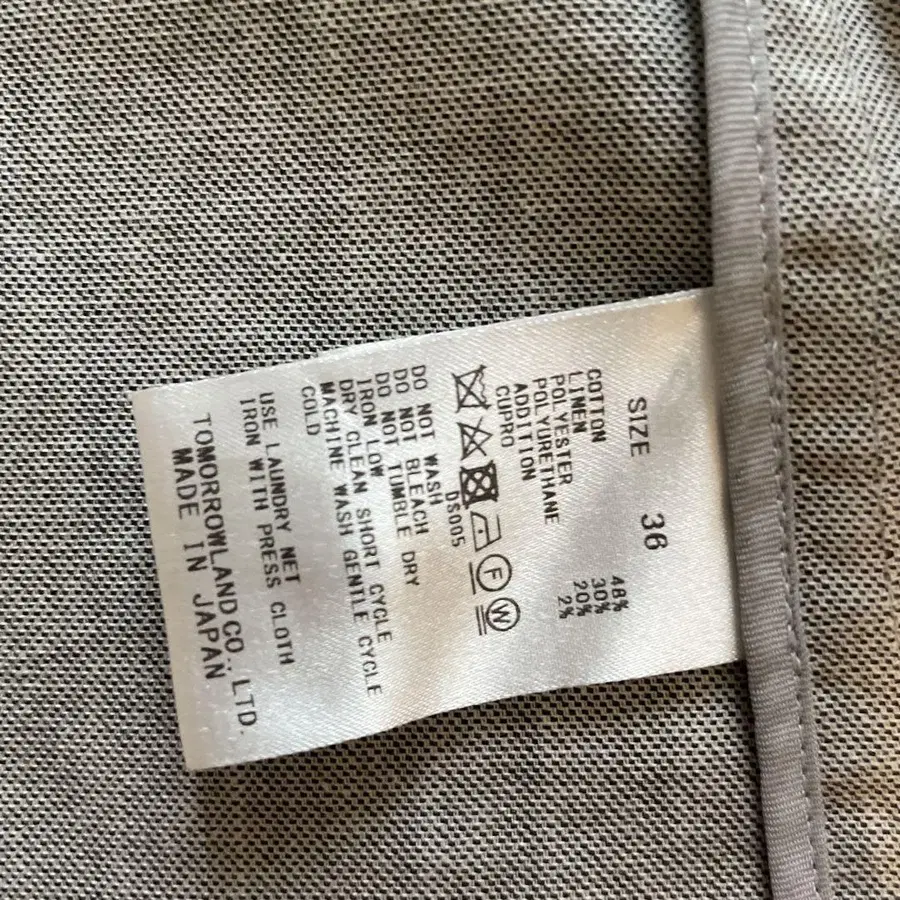 SIZE 36
COTTON 48%
LINEN 30%
POLYESTER 20%
POLYURETHANE 2%
ADDITION
CUPRO
F W
DS005
DO NOT WASH
DO NOT BLEACH
DO NOT TUMBLE DRY
IRON LOW
DRY CLEAN SHORT CYCLE
MACHINE WASH GENTLE CYCLE
COLD
USE LAUNDRY NET
IRON WITH PRESS CLOTH
TOMORROWLAND CO., LTD.
MADE IN JAPAN